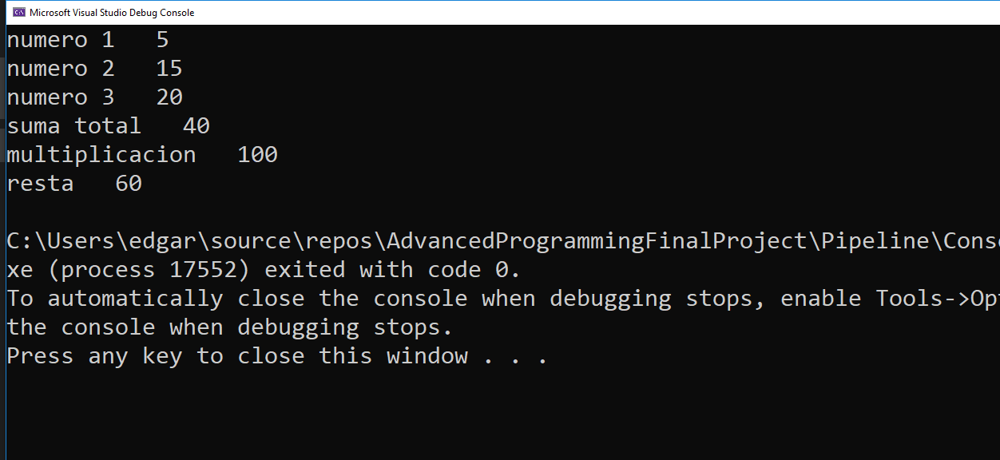 Microsoft Visual Studio Debug Console
numero 1   5
numero 2   15
numero 3   20
suma total   40
multiplicacion   100
resta   60
C:\Users\edgar\source\repos\AdvancedProgrammingFinalProject\Pipeline\Conso
xe (process 17552) exited with code 0.
To automatically close the console when debugging stops, enable Tools->Opt
the console when debugging stops.
Press any key to close this window . . .